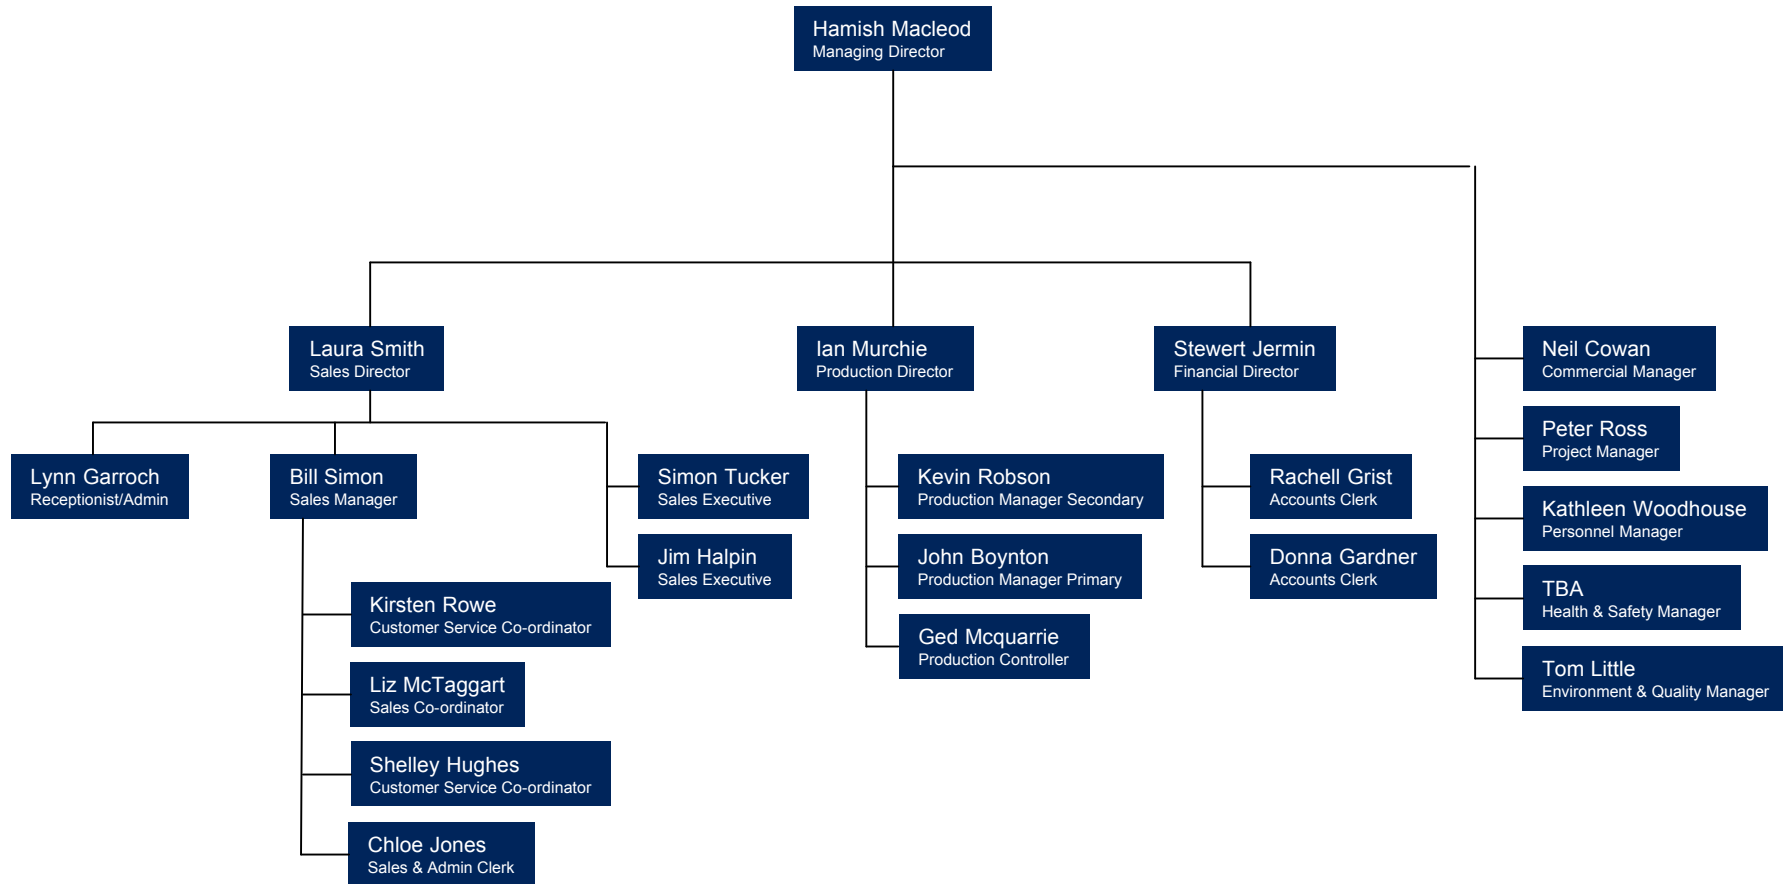 Hamish Macleod
Managing Director
Laura Smith
Sales Director
Ian Murchie
Production Director
Stewert Jermin
Financial Director
Neil Cowan
Commercial Manager
Peter Ross
Project Manager
Kathleen Woodhouse
Personnel Manager
TBA
Health & Safety Manager
Tom Little
Environment & Quality Manager
Lynn Garroch
Receptionist/Admin
Bill Simon
Sales Manager
Simon Tucker
Sales Executive
Jim Halpin
Sales Executive
Kirsten Rowe
Customer Service Co-ordinator
Liz McTaggart
Sales Co-ordinator
Shelley Hughes
Customer Service Co-ordinator
Chloe Jones
Sales & Admin Clerk
Kevin Robson
Production Manager Secondary
John Boynton
Production Manager Primary
Ged Mcquarrie
Production Controller
Rachell Grist
Accounts Clerk
Donna Gardner
Accounts Clerk